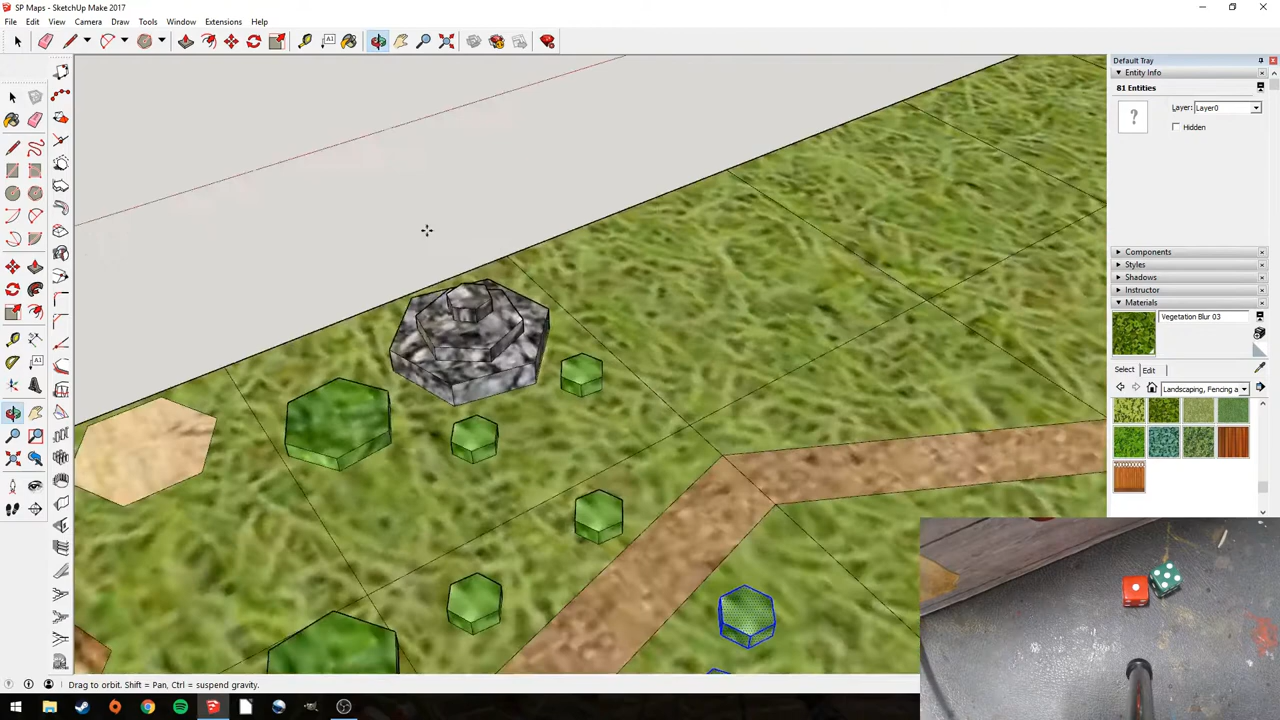 SP Maps - SketchUp Make 2017
File Edit View Camera Draw Tools Window Extensions Help
Default Tray
Entity Info
81 Entities
Layer: Layer0
Hidden
Components
Styles
Shadows
Instructor
Materials
Vegetation Blur 03
Select Edit
Landscaping, Fencing a
Drag to orbit. Shift = Pan, Ctrl = suspend gravity.